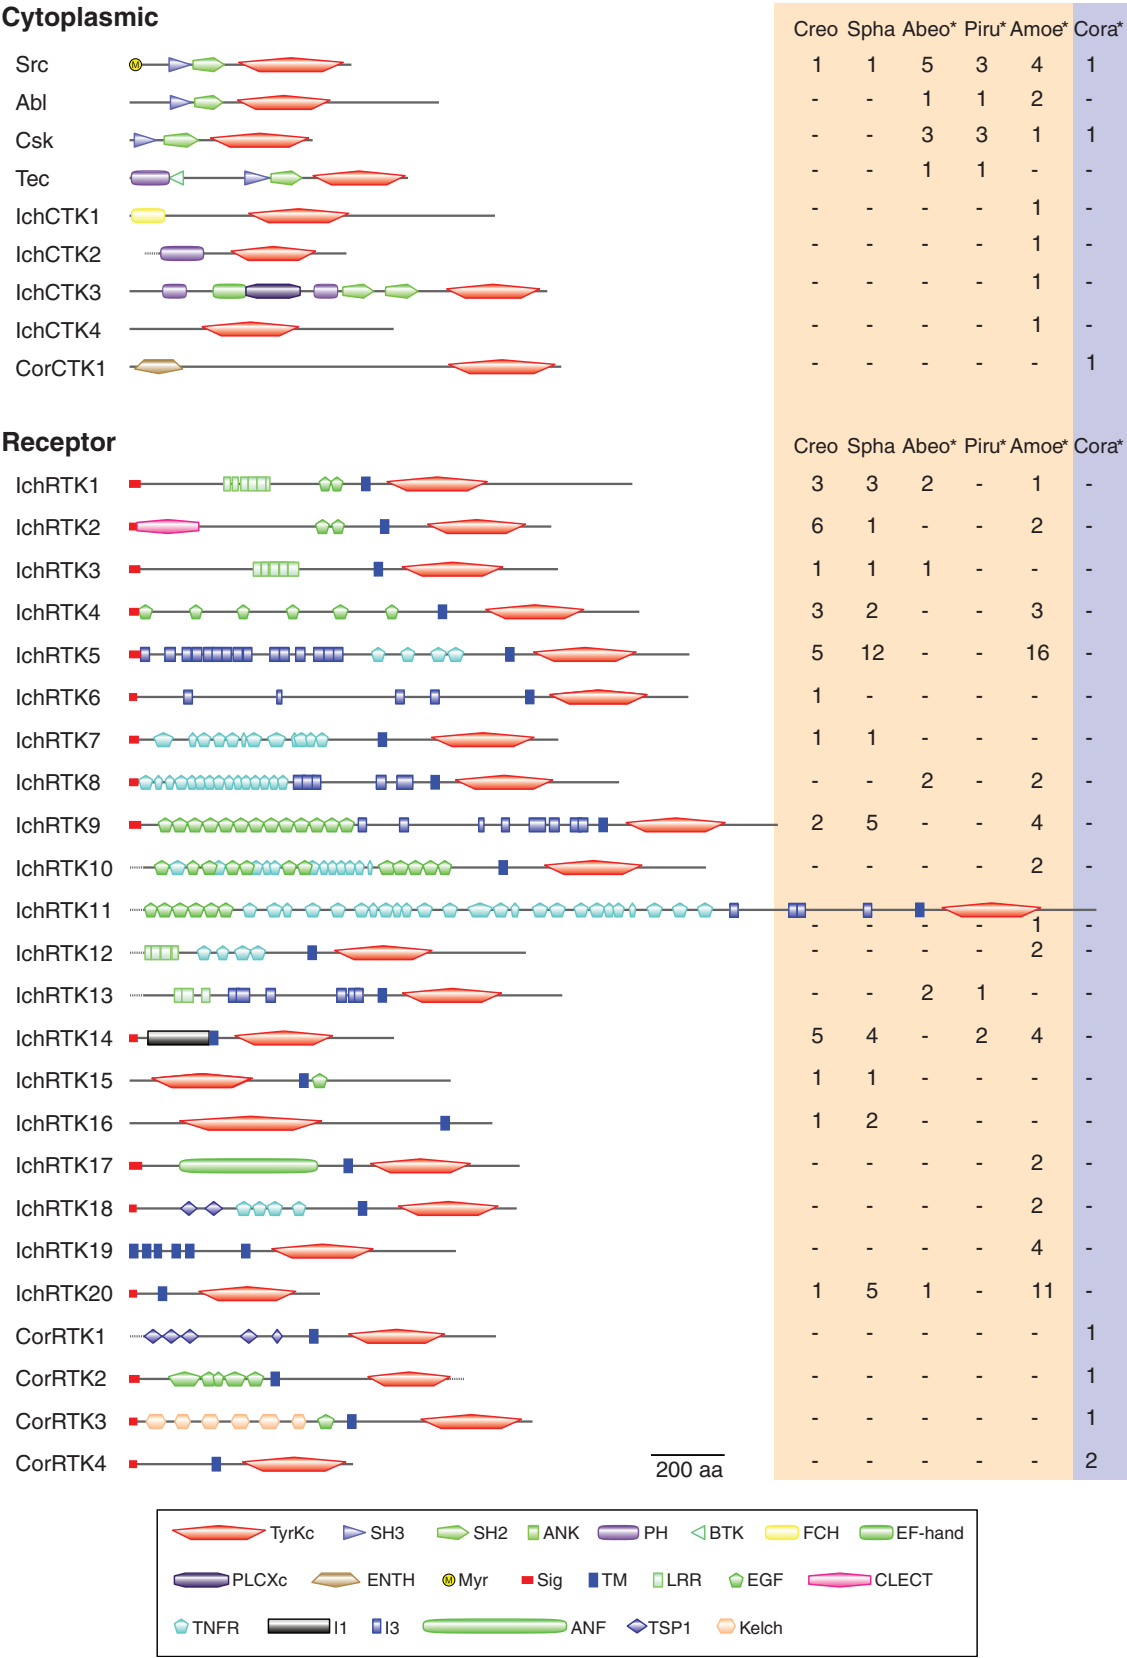 Cytoplasmic
Creo Spha Abeo* Piru* Amoe* Cora*
Src 1 1 5 3 4 1
Abl - - 1 1 2 -
Csk - - 3 3 1 1
Tec - - 1 1 - -
IchCTK1 - - - - 1 -
IchCTK2 - - - - 1 -
IchCTK3 - - - - 1 -
IchCTK4 - - - - 1 -
CorCTK1 - - - - - 1
Receptor Creo Spha Abeo* Piru* Amoe* Cora*
IchRTK1 3 3 2 - 1 -
IchRTK2 6 1 - - 2 -
IchRTK3 1 1 1 - - -
IchRTK4 3 2 - - 3 -
IchRTK5 5 12 - - 16 -
IchRTK6 1 - - - - -
IchRTK7 1 1 - - - -
IchRTK8 - - 2 - 2 -
IchRTK9 2 5 - - 4 -
IchRTK10 - - - - 2 -
IchRTK11 - - - - 1 -
IchRTK12 - - - - 2 -
IchRTK13 - - 2 1 - -
IchRTK14 5 4 - 2 4 -
IchRTK15 1 1 - - - -
IchRTK16 1 2 - - - -
IchRTK17 - - - - 2 -
IchRTK18 - - - - 2 -
IchRTK19 - - - - 4 -
IchRTK20 1 5 1 - 11 -
CorRTK1 - - - - - 1
CorRTK2 - - - - - 1
CorRTK3 - - - - - 1
CorRTK4 - - - - - 2
200 aa
TyrKc SH3 SH2 ANK PH BTK FCH EF-hand
PLCXc ENTH M Myr Sig TM LRR EGF CLECT
TNFR I1 I3 ANF TSP1 Kelch